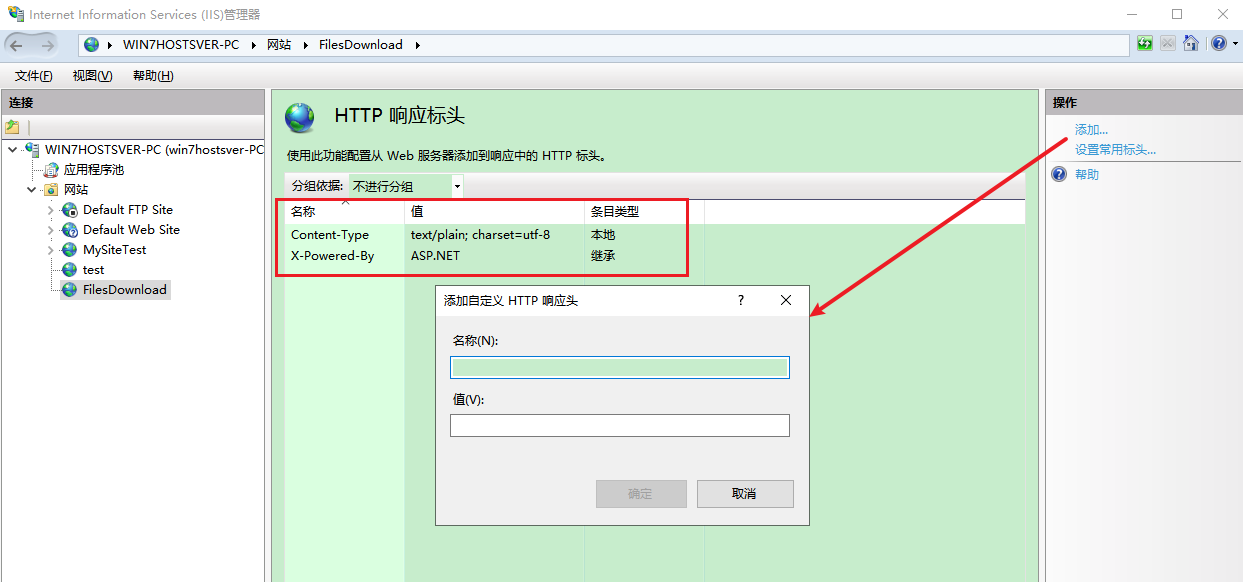 Internet Information Services (IIS)管理器
WIN7HOSTSVER-PC
网站
FilesDownload
文件(F)
视图(V)
帮助(H)
连接
WIN7HOSTSVER-PC (win7hostsver-PC
应用程序池
网站
Default FTP Site
Default Web Site
MySiteTest
test
FilesDownload
HTTP 响应标头
使用此功能配置从 Web 服务器添加到响应中的 HTTP 标头。
分组依据: 不进行分组
名称 值 条目类型
Content-Type text/plain; charset=utf-8 本地
X-Powered-By ASP.NET 继承
添加自定义 HTTP 响应头 ?
名称(N):
值(V):
确定 取消
操作
添加...
设置常用标头...
帮助